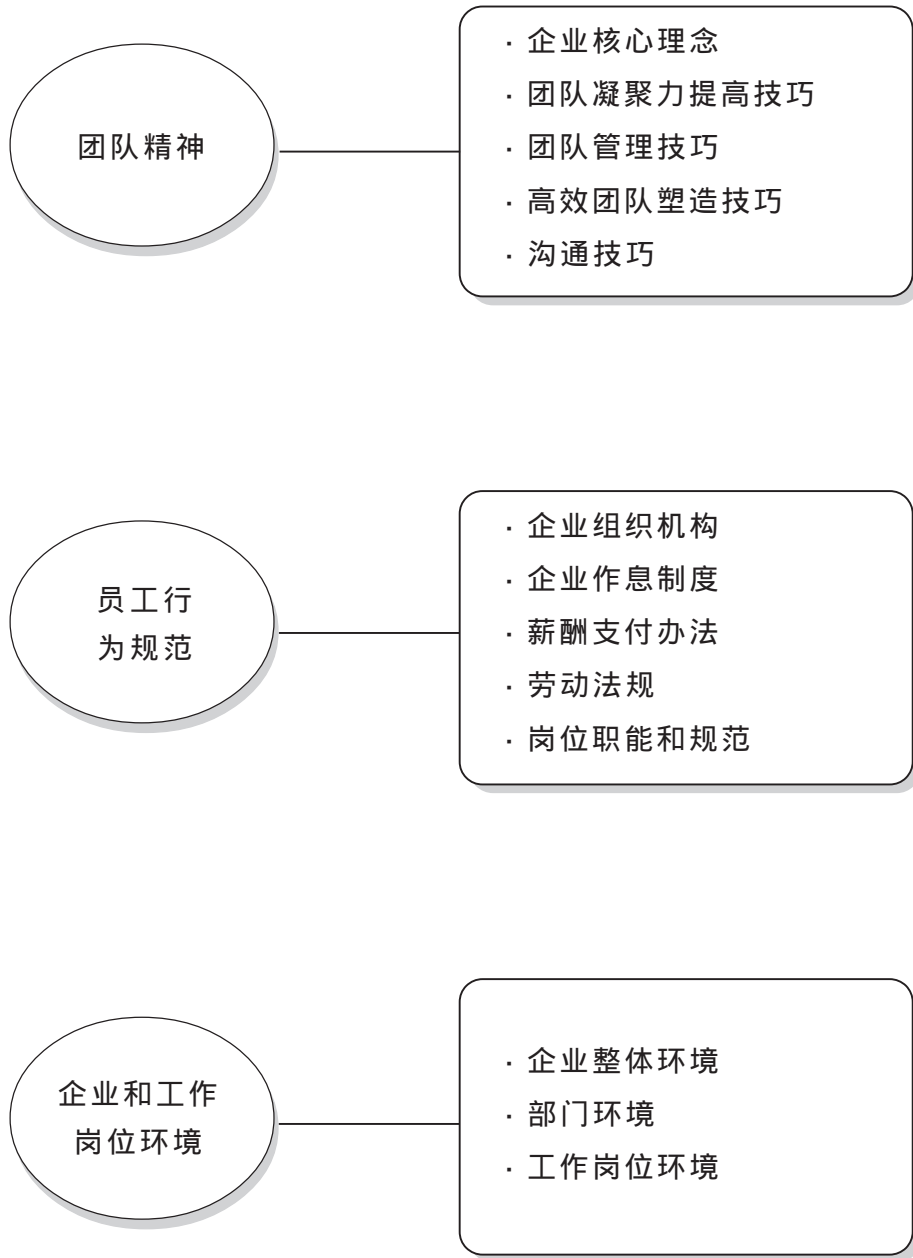 团队精神
· 企业核心理念
· 团队凝聚力提高技巧
· 团队管理技巧
· 高效团队塑造技巧
· 沟通技巧
员工行
为规范
· 企业组织机构
· 企业作息制度
· 薪酬支付办法
· 劳动法规
· 岗位职能和规范
企业和工作
岗位环境
· 企业整体环境
· 部门环境
· 工作岗位环境